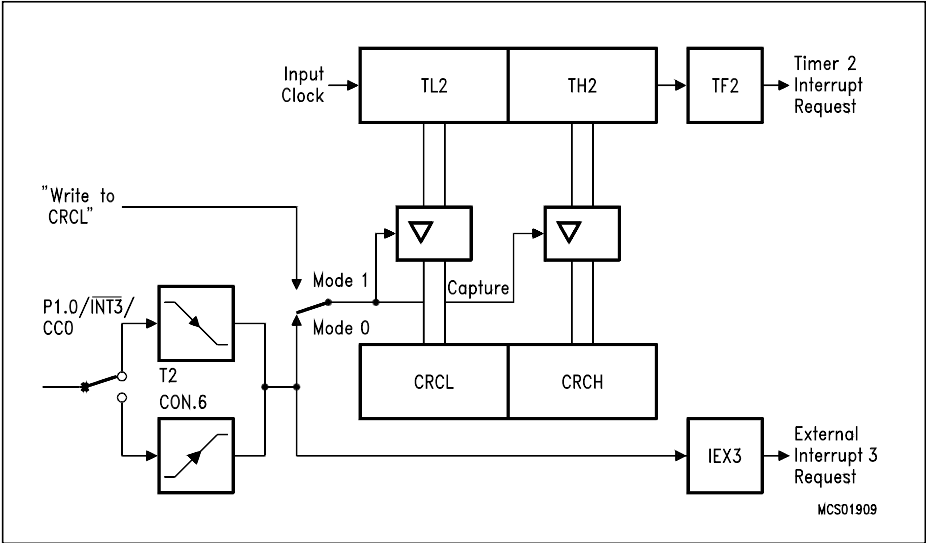 Input
Clock
TL2
TH2
TF2
Timer 2
Interrupt
Request
"Write to
CRCL"
Mode 1
Capture
Mode 0
P1.0/INT3/
CC0
T2
CON.6
CRCL
CRCH
IEX3
External
Interrupt 3
Request
MCS01909